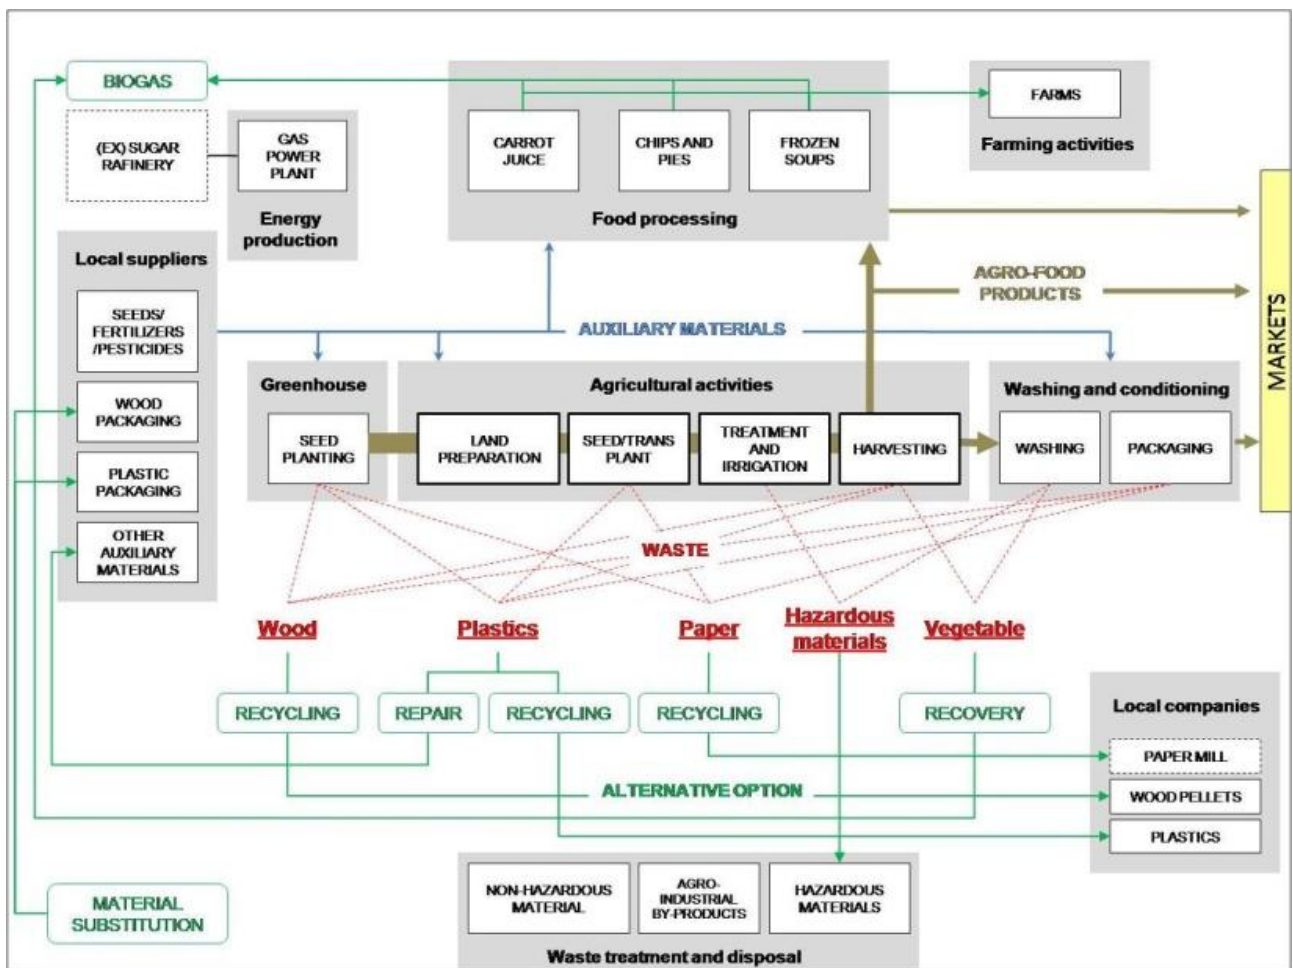 BIOGAS
(EX) SUGAR
RAFINERY
GAS
POWER
PLANT
Energy
production
CARROT
JUICE
CHIPS AND
PIES
FROZEN
SOUPS
Food processing
FARMS
Farming activities
MARKETS
Local suppliers
SEEDS/
FERTILIZERS
/PESTICIDES
WOOD
PACKAGING
PLASTIC
PACKAGING
OTHER
AUXILIARY
MATERIALS
AGRO-FOOD
PRODUCTS
AUXILIARY MATERIALS
Greenhouse
SEED
PLANTING
Agricultural activities
LAND
PREPARATION
SEED/TRANS
PLANT
TREATMENT
AND
IRRIGATION
HARVESTING
Washing and conditioning
WASHING
PACKAGING
WASTE
Wood
Plastics
Paper
Hazardous
materials
Vegetable
RECYCLING
REPAIR
RECYCLING
RECYCLING
RECOVERY
Local companies
PAPER MILL
WOOD PELLETS
PLASTICS
ALTERNATIVE OPTION
MATERIAL
SUBSTITUTION
NON-HAZARDOUS
MATERIAL
AGRO-
INDUSTRIAL
BY-PRODUCTS
HAZARDOUS
MATERIALS
Waste treatment and disposal